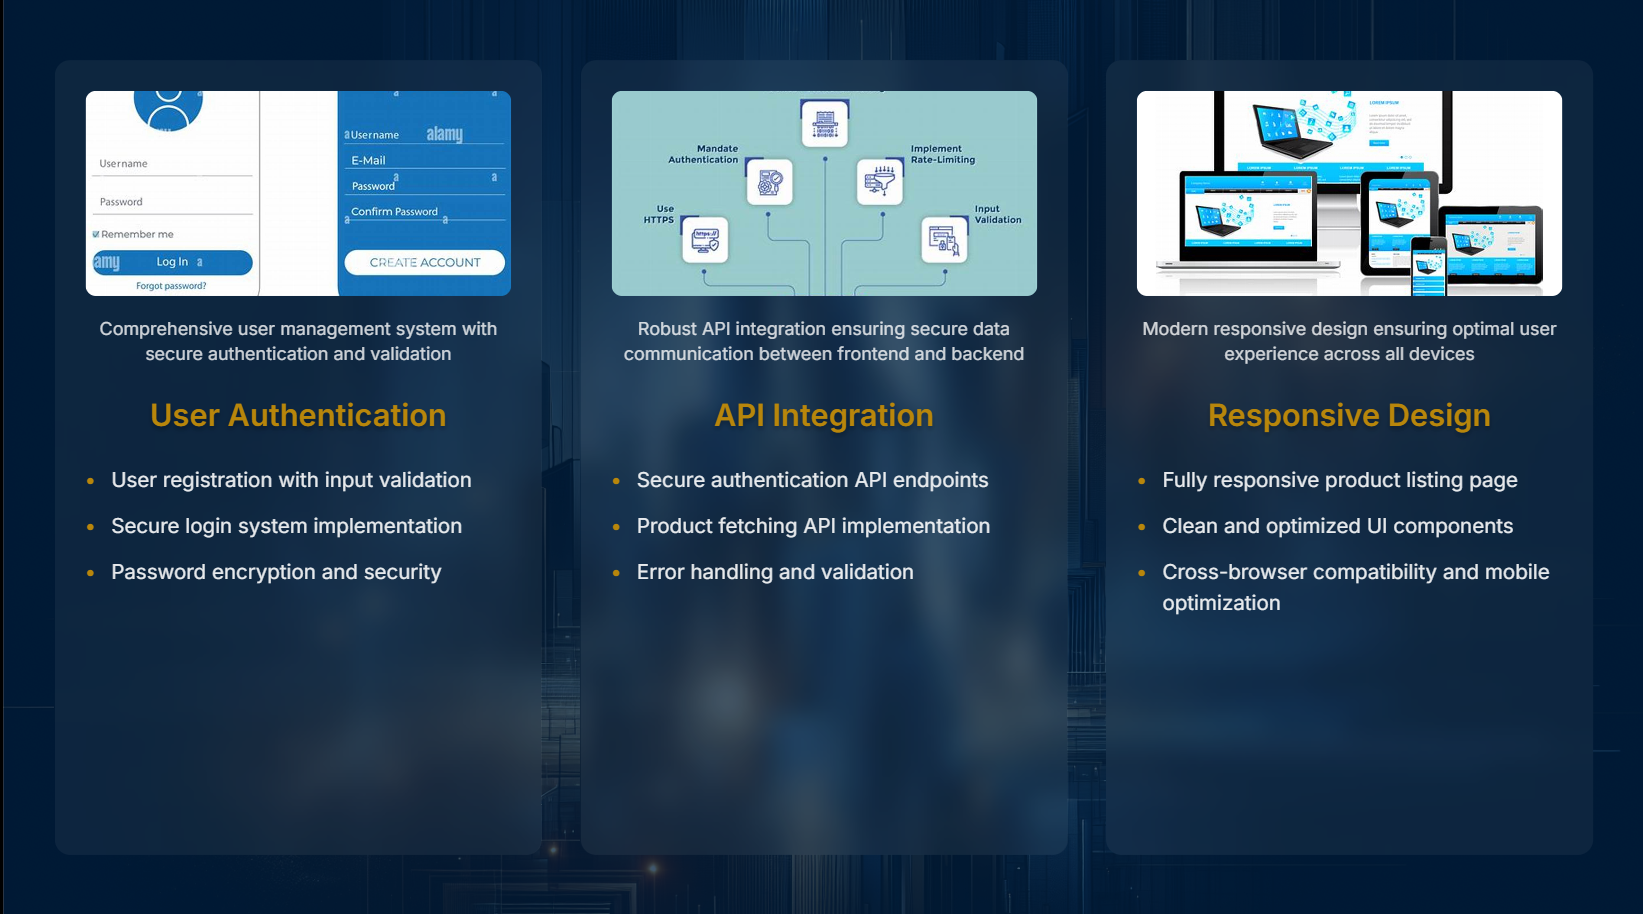 Username
Password
Remember me
Log In
Forgot password?
Username
alamy
E-Mail
Password
Confirm Password
CREATE ACCOUNT
Comprehensive user management system with
secure authentication and validation
User Authentication
• User registration with input validation
• Secure login system implementation
• Password encryption and security
Mandate
Authentication
Implement
Rate-Limiting
Use
HTTPS
https://
Input
Validation
Robust API integration ensuring secure data
communication between frontend and backend
API Integration
• Secure authentication API endpoints
• Product fetching API implementation
• Error handling and validation
LOREM IPSUM
Modern responsive design ensuring optimal user
experience across all devices
Responsive Design
• Fully responsive product listing page
• Clean and optimized UI components
• Cross-browser compatibility and mobile
optimization